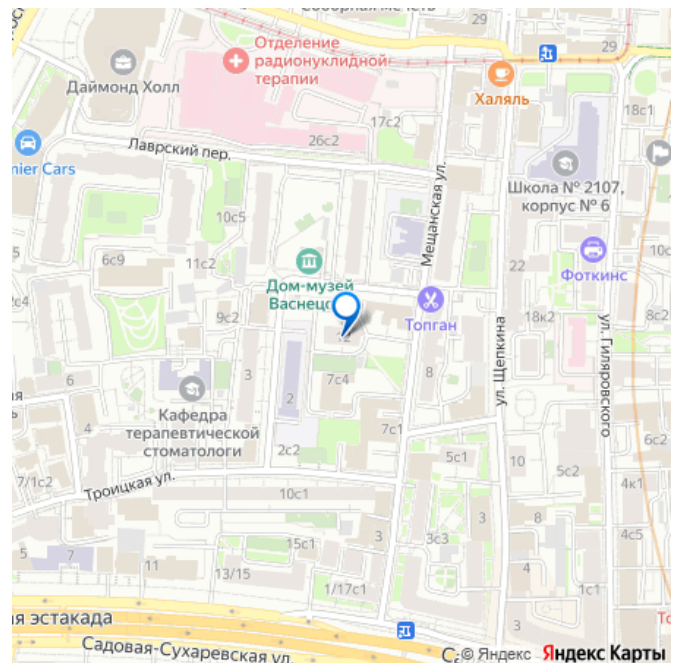 Соборная мечеть
29
29
Отделение
радионуклидной
терапии
Даймонд Холл
Халяль
17с2
18с1
26с2
Лаврский пер.
mier Cars
Школа № 2107,
корпус № 6
Мещанская ул.
10с5
6с9
11с2
Дом-музей
22
Фоткинс
Топган
9с2
18к2
8с2
ул. Гиляровского
ул. Щепкина
12
3
7с4
8
6
2
Кафедра
терапевтической
стоматологи
4
7с1
2с2
5с1
10
5с2
6с2
7/1с2
Троицкая ул.
10с1
4к1
3
8
15с1
3с3
3
4с5
5
7
11
13/15
1/17с1
4
1с1
3
я эстакада
Садовая-Сухаревская ул.
© Яндекс Яндекс Карты